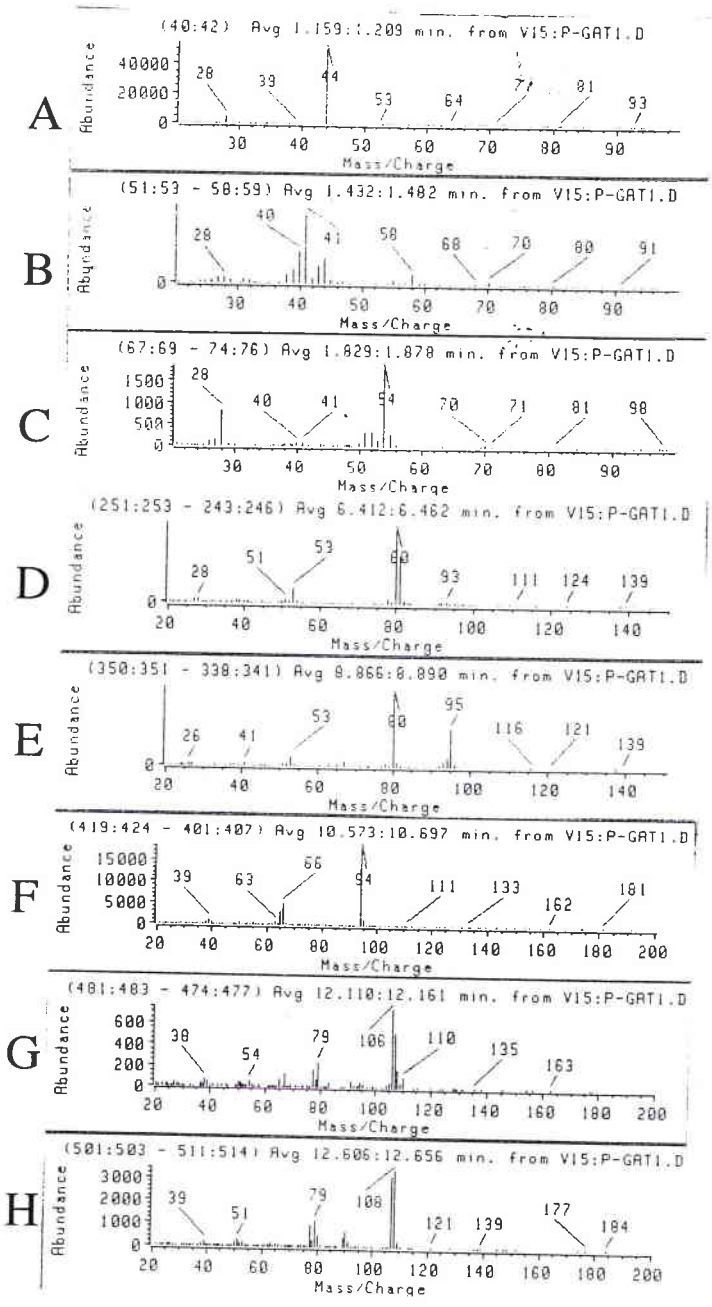 (40:42) Avg 1.159:1.209 min. from V15:P-GAT1.D
A
Abundance
40000
20000
0
28 39 44 53 64 81 93
30 40 50 60 70 80 90
Mass/Charge
(51:53 - 58:59) Avg 1.432:1.482 min. from V15:P-GAT1.D
B
Abundance
0
28 40 41 58 68 70 80 91
30 40 50 60 70 80 90
Mass/Charge
(67:69 - 74:76) Avg 1.829:1.878 min. from V15:P-GAT1.D
C
Abundance
1500
1000
500
0
28 40 41 54 70 71 81 98
30 40 50 60 70 80 90
Mass/Charge
(251:253 - 243:246) Avg 6.412:6.462 min. from V15:P-GAT1.D
D
Abundance
0
28 51 53 80 93 111 124 139
20 40 60 80 100 120 140
Mass/Charge
(350:351 - 338:341) Avg 8.866:8.890 min. from V15:P-GAT1.D
E
Abundance
0
26 41 53 80 95 116 121 139
20 40 60 80 100 120 140
Mass/Charge
(419:424 - 401:407) Avg 10.573:10.697 min. from V15:P-GAT1.D
F
Abundance
15000
10000
5000
0
39 63 66 94 111 133 162 181
20 40 60 80 100 120 140 160 180 200
Mass/Charge
(481:483 - 474:477) Avg 12.110:12.161 min. from V15:P-GAT1.D
G
Abundance
600
400
200
0
38 54 79 106 110 135 163
20 40 60 80 100 120 140 160 180 200
Mass/Charge
(501:503 - 511:514) Avg 12.606:12.656 min. from V15:P-GAT1.D
H
Abundance
3000
2000
1000
0
39 51 79 108 121 139 177 184
20 40 60 80 100 120 140 160 180 200
Mass/Charge